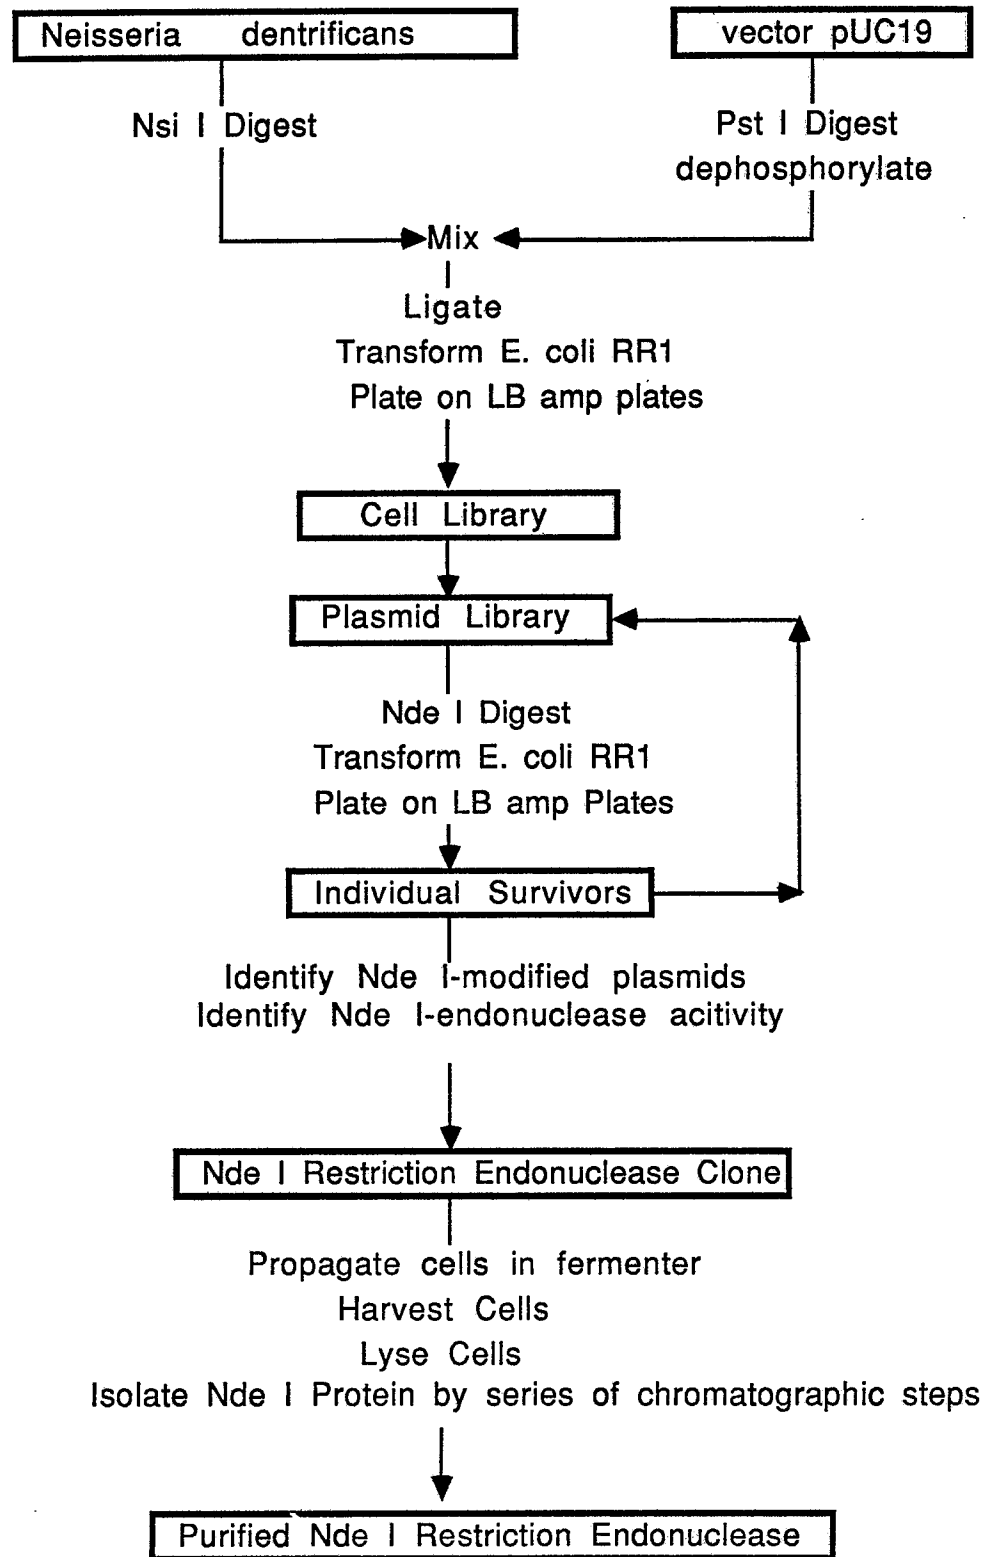 Neisseria dentrificans
vector pUC19
Nsi I Digest
Pst I Digest
dephosphorylate
Mix
Ligate
Transform E. coli RR1
Plate on LB amp plates
Cell Library
Plasmid Library
Nde I Digest
Transform E. coli RR1
Plate on LB amp Plates
Individual Survivors
Identify Nde I-modified plasmids
Identify Nde I-endonuclease acitivity
Nde I Restriction Endonuclease Clone
Propagate cells in fermenter
Harvest Cells
Lyse Cells
Isolate Nde I Protein by series of chromatographic steps
Purified Nde I Restriction Endonuclease